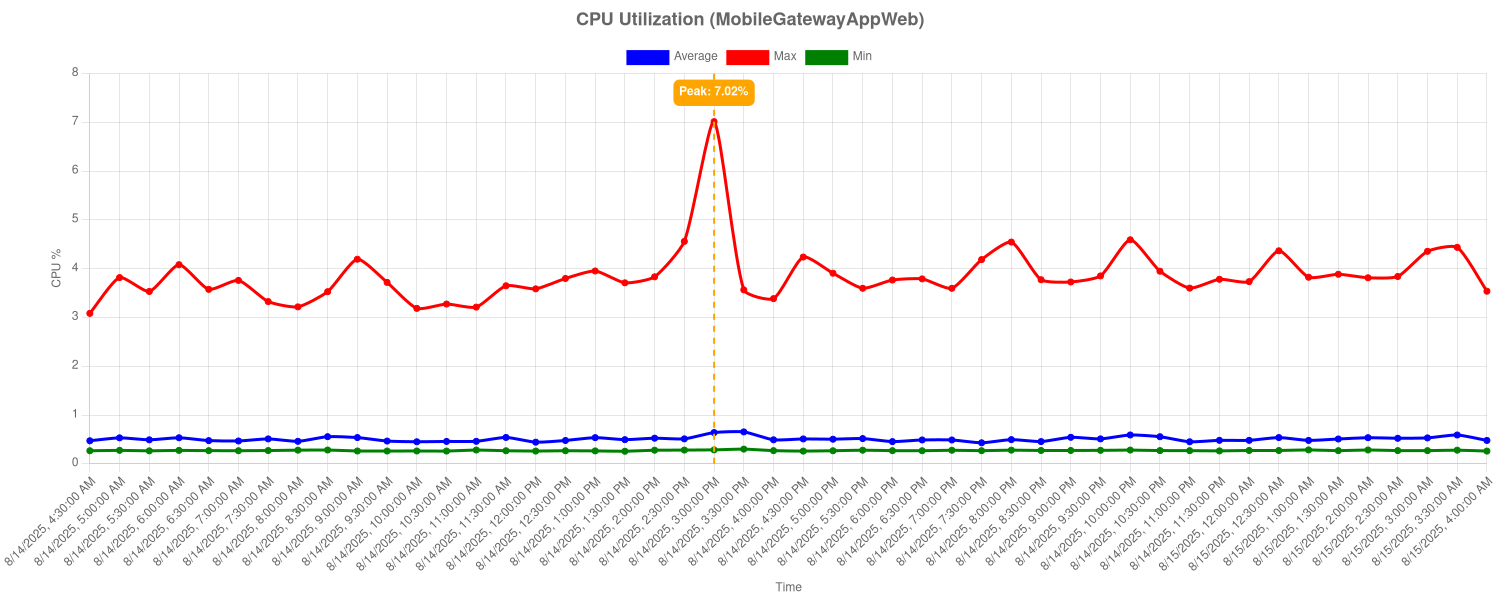 CPU Utilization (MobileGatewayAppWeb)
Average Max Min
Peak: 7.02%
8
7
6
5
4
3
2
1
0
CPU %
8/14/2025, 4:30:00 AM
8/14/2025, 5:00:00 AM
8/14/2025, 5:30:00 AM
8/14/2025, 6:00:00 AM
8/14/2025, 6:30:00 AM
8/14/2025, 7:00:00 AM
8/14/2025, 7:30:00 AM
8/14/2025, 8:00:00 AM
8/14/2025, 8:30:00 AM
8/14/2025, 9:00:00 AM
8/14/2025, 9:30:00 AM
8/14/2025, 10:00:00 AM
8/14/2025, 10:30:00 AM
8/14/2025, 11:00:00 AM
8/14/2025, 11:30:00 AM
8/14/2025, 12:00:00 PM
8/14/2025, 12:30:00 PM
8/14/2025, 1:00:00 PM
8/14/2025, 1:30:00 PM
8/14/2025, 2:00:00 PM
8/14/2025, 2:30:00 PM
8/14/2025, 3:00:00 PM
8/14/2025, 3:30:00 PM
8/14/2025, 4:00:00 PM
8/14/2025, 4:30:00 PM
8/14/2025, 5:00:00 PM
8/14/2025, 5:30:00 PM
8/14/2025, 6:00:00 PM
8/14/2025, 6:30:00 PM
8/14/2025, 7:00:00 PM
8/14/2025, 7:30:00 PM
8/14/2025, 8:00:00 PM
8/14/2025, 8:30:00 PM
8/14/2025, 9:00:00 PM
8/14/2025, 9:30:00 PM
8/14/2025, 10:00:00 PM
8/14/2025, 10:30:00 PM
8/14/2025, 11:00:00 PM
8/14/2025, 11:30:00 PM
8/15/2025, 12:00:00 AM
8/15/2025, 12:30:00 AM
8/15/2025, 1:00:00 AM
8/15/2025, 1:30:00 AM
8/15/2025, 2:00:00 AM
8/15/2025, 2:30:00 AM
8/15/2025, 3:00:00 AM
8/15/2025, 3:30:00 AM
8/15/2025, 4:00:00 AM
Time